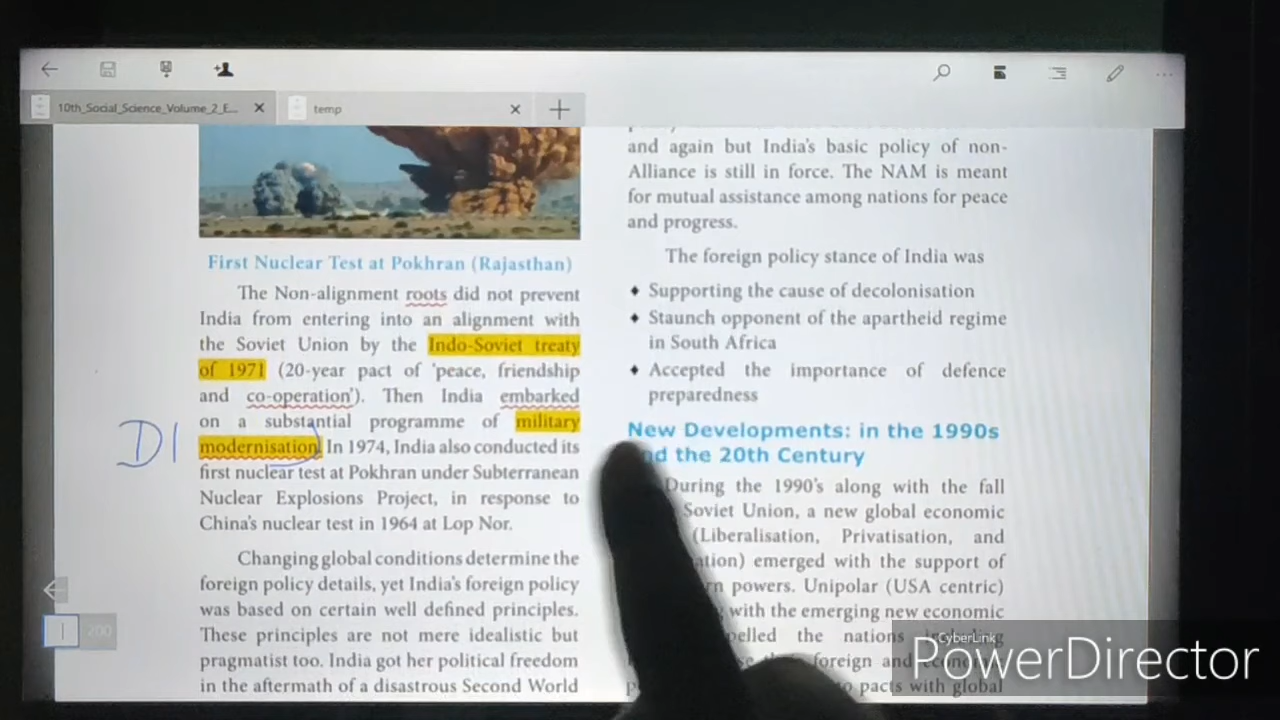 10th_Social_Science_Volume_2_E...
temp
First Nuclear Test at Pokhran (Rajasthan)
The Non-alignment roots did not prevent
India from entering into an alignment with
the Soviet Union by the Indo-Soviet treaty
of 1971 (20-year pact of 'peace, friendship
and co-operation'). Then India embarked
on a substantial programme of military
modernisation. In 1974, India also conducted its
first nuclear test at Pokhran under Subterranean
Nuclear Explosions Project, in response to
China's nuclear test in 1964 at Lop Nor.
Changing global conditions determine the
foreign policy details, yet India's foreign policy
was based on certain well defined principles.
These principles are not mere idealistic but
pragmatist too. India got her political freedom
in the aftermath of a disastrous Second World
DI
200
and again but India's basic policy of non-
Alliance is still in force. The NAM is meant
for mutual assistance among nations for peace
and progress.
The foreign policy stance of India was
♦ Supporting the cause of decolonisation
♦ Staunch opponent of the apartheid regime
in South Africa
♦ Accepted the importance of defence
preparedness
New Developments: in the 1990s
the 20th Century
During the 1990's along with the fall
Soviet Union, a new global economic
(Liberalisation, Privatisation, and
emerged with the support of
powers. Unipolar (USA centric)
with the emerging new economic
the nations
foreign and
pacts with global
CyberLink
PowerDirector